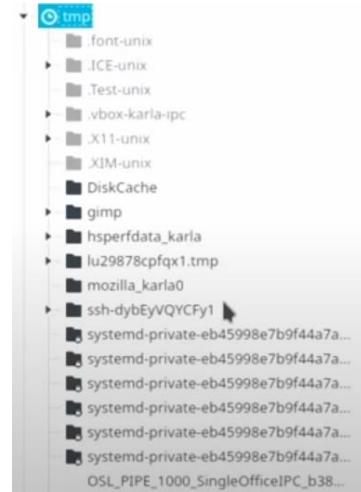 tmp
.font-unix
.ICE-unix
.Test-unix
.vbox-karla-ipc
.X11-unix
.XIM-unix
DiskCache
gimp
hsperfdata_karla
lu29878cpfqx1.tmp
mozilla_karla0
ssh-dybEyVQYCFy1
systemd-private-eb45998e7b9f44a7a...
systemd-private-eb45998e7b9f44a7a...
systemd-private-eb45998e7b9f44a7a...
systemd-private-eb45998e7b9f44a7a...
systemd-private-eb45998e7b9f44a7a...
systemd-private-eb45998e7b9f44a7a...
OSL_PIPE_1000_SingleOfficeIPC_b38...